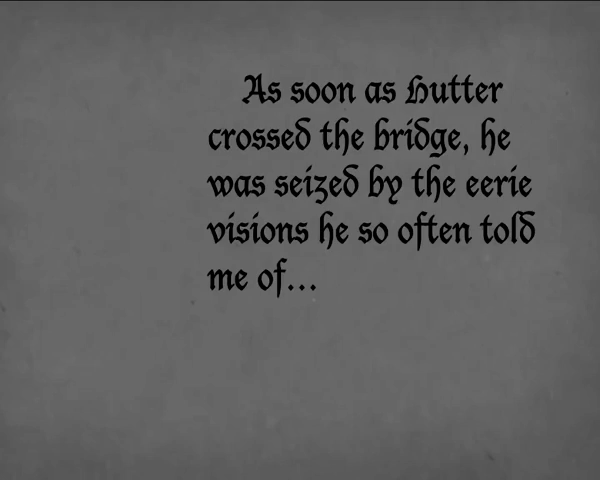 As soon as Hutter
crossed the bridge, he
was seized by the eerie
visions he so often told
me of...